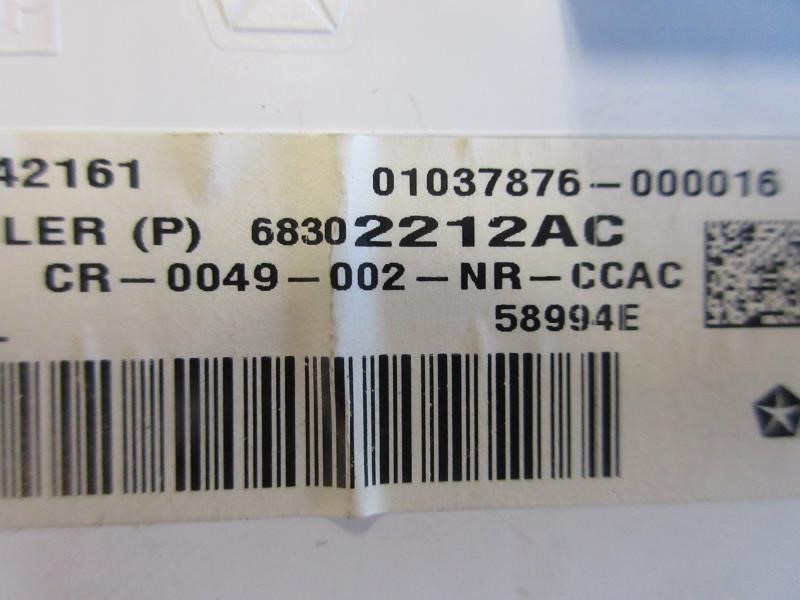 P
42161 01037876-000016
LER (P) 68302212AC
CR-0049-002-NR-CCAC
58994E